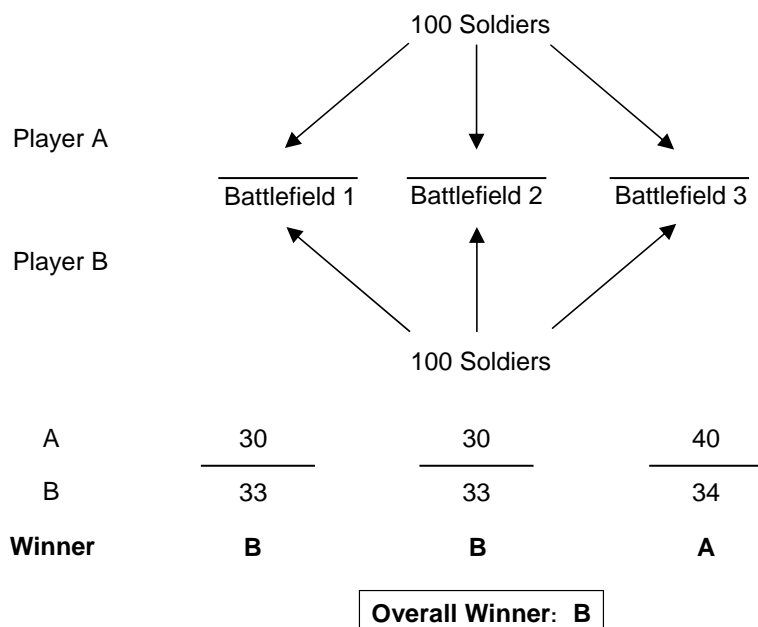 100 Soldiers
Player A
Battlefield 1 Battlefield 2 Battlefield 3
Player B
100 Soldiers
A 30 30 40
B 33 33 34
Winner B B A
Overall Winner: B